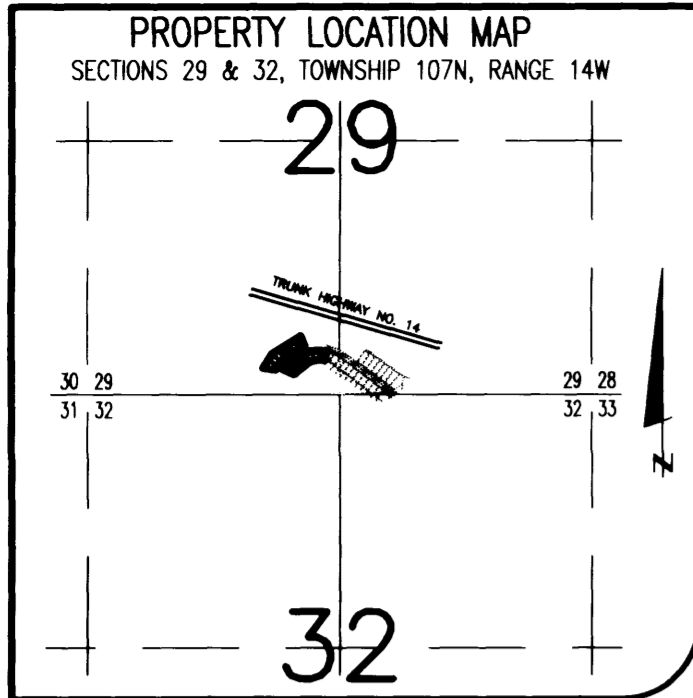 PROPERTY LOCATION MAP
SECTIONS 29 & 32, TOWNSHIP 107N, RANGE 14W
29
TRUNK HIGHWAY NO. 14
30 29
31 32
29 28
32 33
N
32